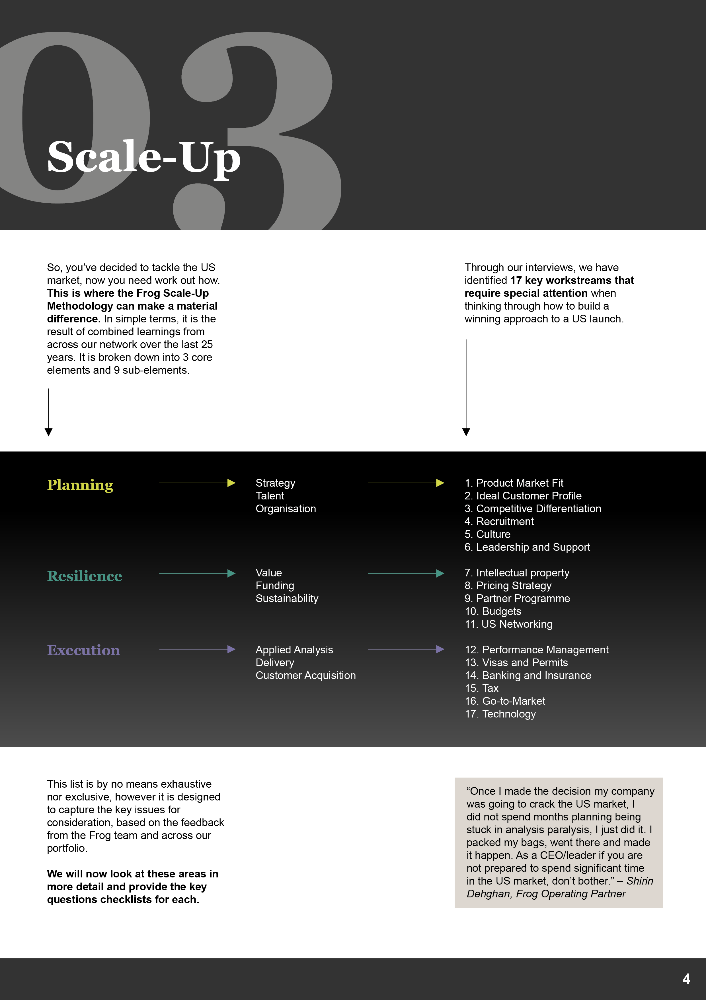 03
Scale-Up
So, you’ve decided to tackle the US
market, now you need work out how.
This is where the Frog Scale-Up
Methodology can make a material
difference. In simple terms, it is the
result of combined learnings from
across our network over the last 25
years. It is broken down into 3 core
elements and 9 sub-elements.
Through our interviews, we have
identified 17 key workstreams that
require special attention when
thinking through how to build a
winning approach to a US launch.
Planning
Strategy
Talent
Organisation
1. Product Market Fit
2. Ideal Customer Profile
3. Competitive Differentiation
4. Recruitment
5. Culture
6. Leadership and Support
Resilience
Value
Funding
Sustainability
7. Intellectual property
8. Pricing Strategy
9. Partner Programme
10. Budgets
11. US Networking
Execution
Applied Analysis
Delivery
Customer Acquisition
12. Performance Management
13. Visas and Permits
14. Banking and Insurance
15. Tax
16. Go-to-Market
17. Technology
This list is by no means exhaustive
nor exclusive, however it is designed
to capture the key issues for
consideration, based on the feedback
from the Frog team and across our
portfolio.
We will now look at these areas in
more detail and provide the key
questions checklists for each.
“Once I made the decision my company
was going to crack the US market, I
did not spend months planning being
stuck in analysis paralysis, I just did it. I
packed my bags, went there and made
it happen. As a CEO/leader if you are
not prepared to spend significant time
in the US market, don’t bother.” – Shirin
Dehghan, Frog Operating Partner
4